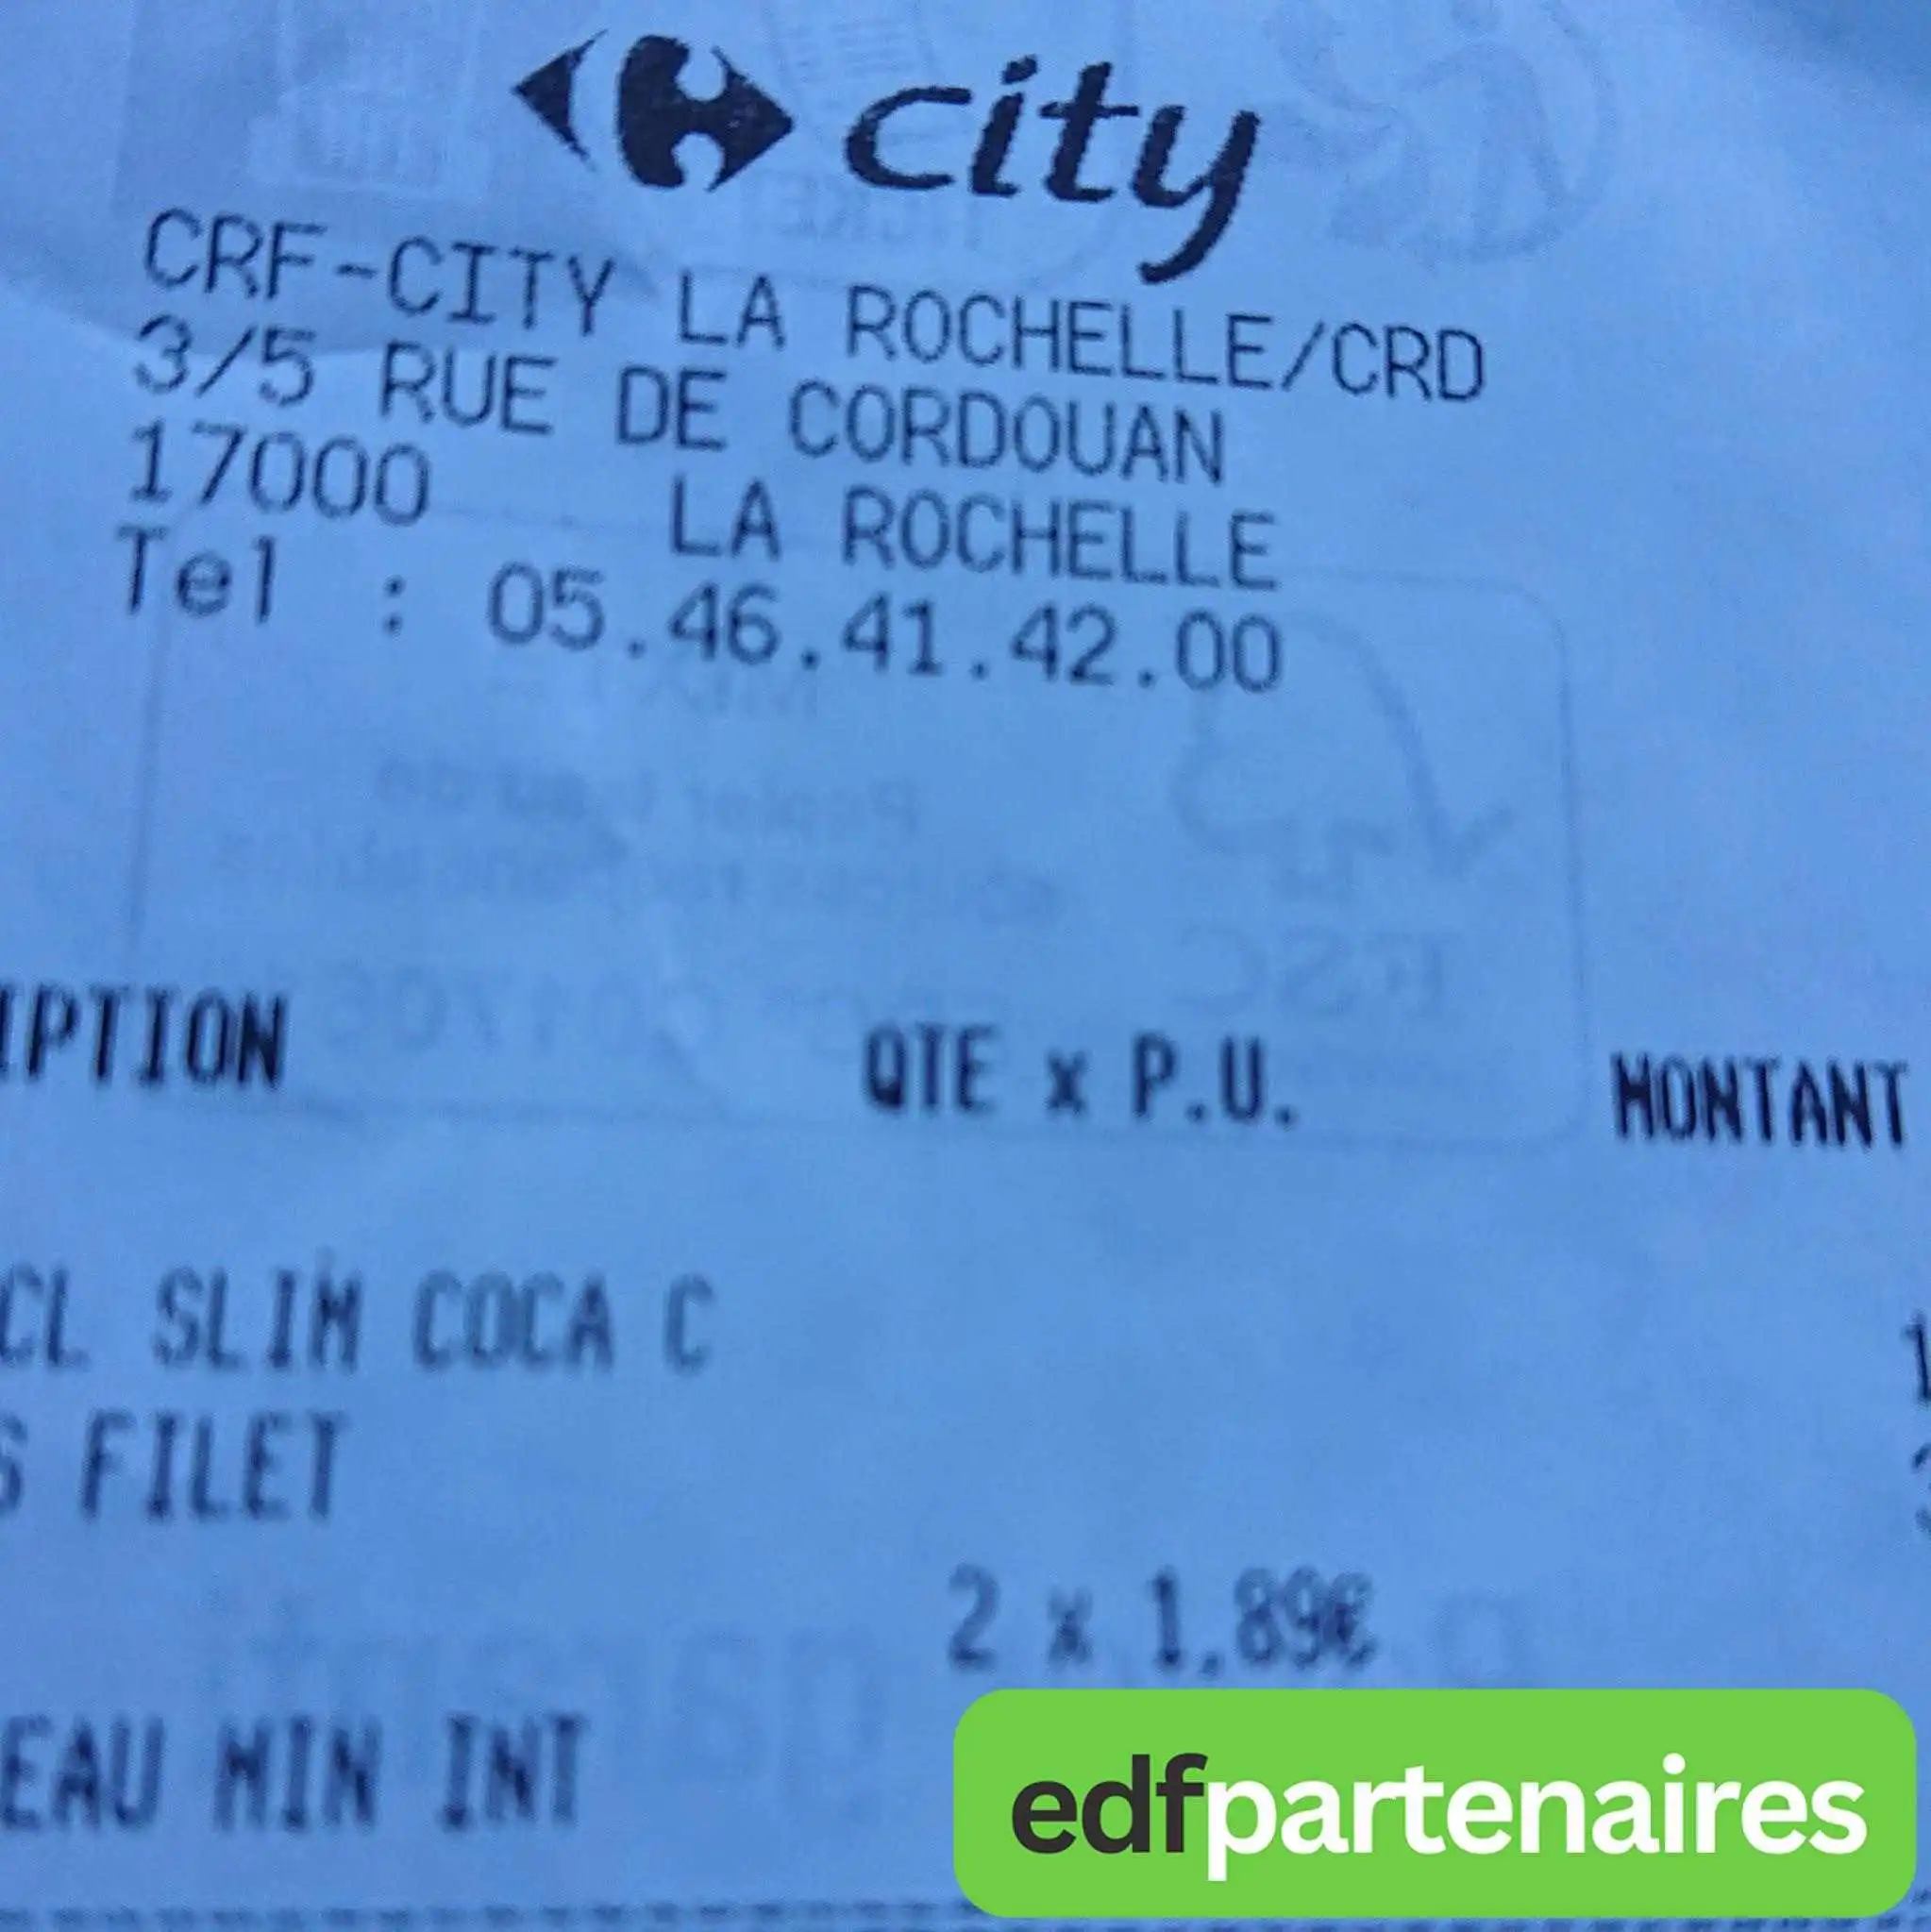 city
CRF-CITY LA ROCHELLE/CRD
3/5 RUE DE CORDOUAN
17000 LA ROCHELLE
Tel : 05.46.41.42.00
IPTION QTE x P.U. MONTANT
CL SLIM COCA C
FILET
2 x 1.89€
EAU MIN INT
edfpartenaires